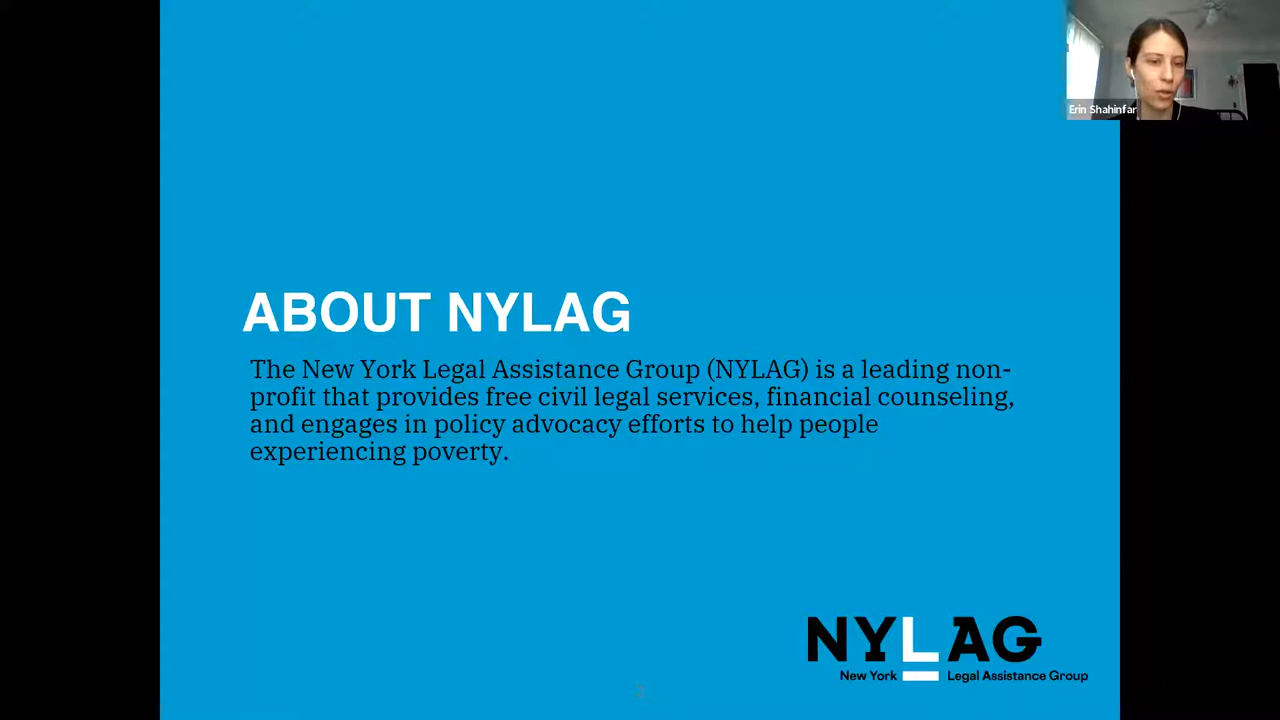 Erin Shahinfar
ABOUT NYLAG
The New York Legal Assistance Group (NYLAG) is a leading non-
profit that provides free civil legal services, financial counseling,
and engages in policy advocacy efforts to help people
experiencing poverty.
NYLAG
New York Legal Assistance Group
2